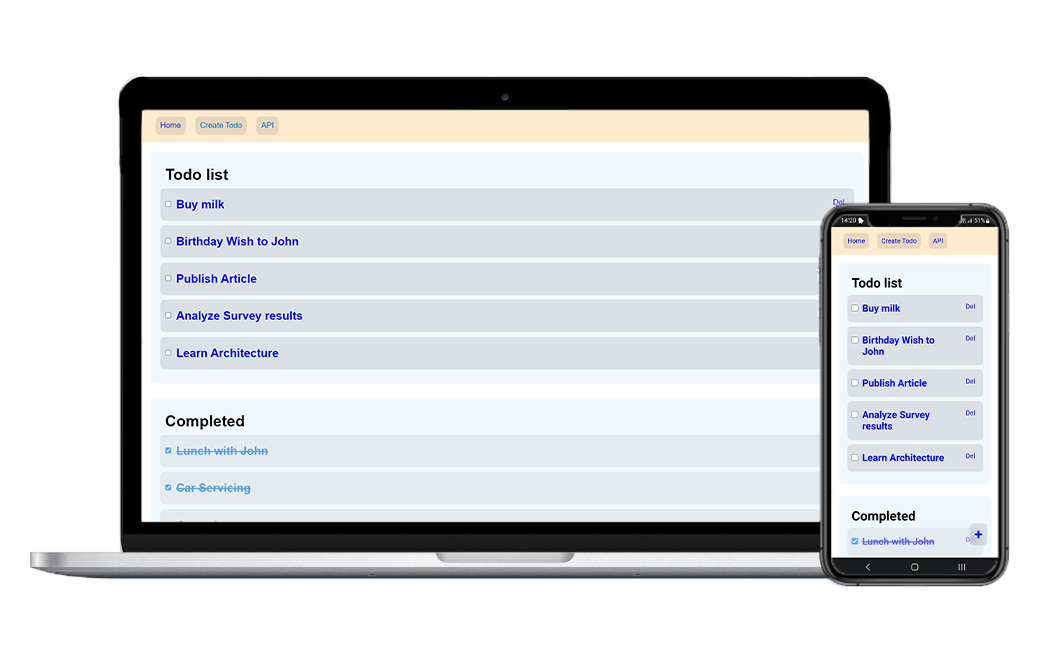 Home Create Todo API
Todo list
Buy milk Del
Birthday Wish to John
Publish Article
Analyze Survey results
Learn Architecture
Completed
Lunch with John
Car Servicing
14:20 51%
Home Create Todo API
Todo list
Buy milk Del
Birthday Wish to Del
John
Publish Article Del
Analyze Survey Del
results
Learn Architecture Del
Completed
+
Lunch with John